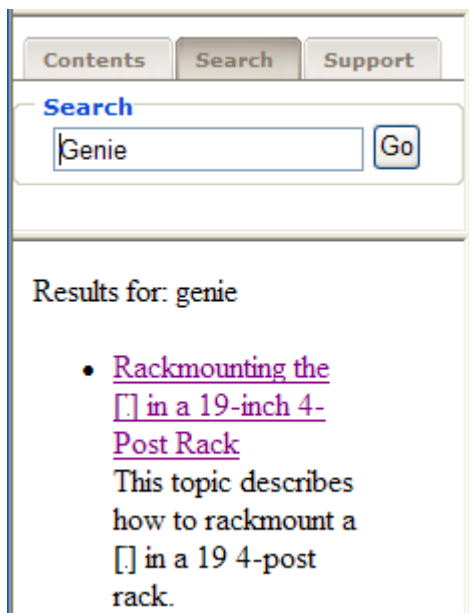 Contents Search Support
Search
Genie Go
Results for: genie
• Rackmounting the
[.] in a 19-inch 4-
Post Rack
This topic describes
how to rackmount a
[.] in a 19 4-post
rack.